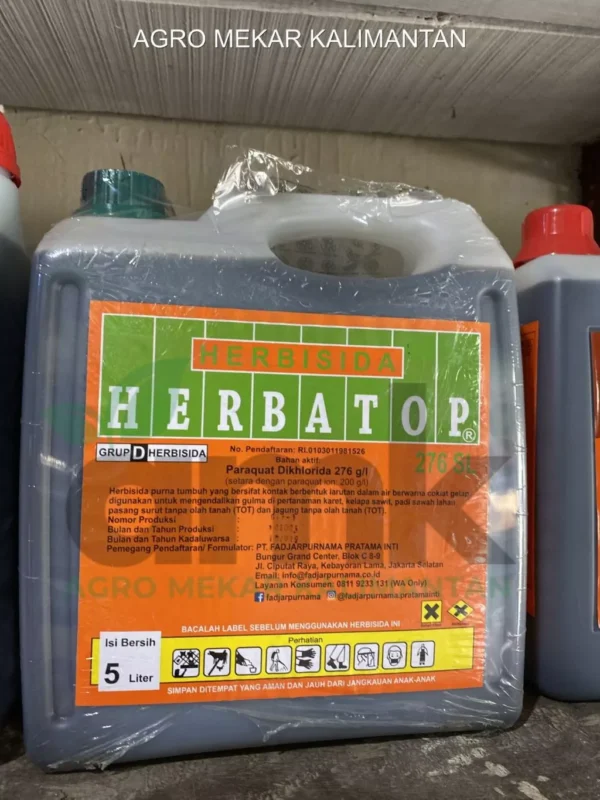 AGRO MEKAR KALIMANTAN
HERBISIDA
HERBATOP®
276 SL
GRUP D HERBISIDA
No. Pendaftaran: RI.0103011981526
Bahan aktif:
Paraquat Dikhlorida 276 g/l
(setara dengan paraquat ion: 200 g/l)
Herbisida purna tumbuh yang bersifat kontak berbentuk larutan dalam air berwarna coklat gelap
digunakan untuk mengendalikan gulma di pertanaman karet, kelapa sawit, padi sawah lahan
pasang surut tanpa olah tanah (TOT) dan jagung tanpa olah tanah (TOT).
Nomor Produksi :
Bulan dan Tahun Produksi :
Bulan dan Tahun Kadaluwarsa :
Pemegang Pendaftaran/ Formulator: PT. FADJARPURNAMA PRATAMA INTI
Bungur Grand Center, Blok C 8-9
Jl. Ciputat Raya, Kebayoran Lama, Jakarta Selatan
Email: info@fadjarpurnama.co.id
Layanan Konsumen: 0811 9233 131 (WA Only)
fadjarpurnama @fadjarpurnama.pratamainti
amk
AGRO MEKAR KALIMANTAN
BACALAH LABEL SEBELUM MENGGUNAKAN HERBISIDA INI
Perhatian
Isi Bersih
5 Liter
SIMPAN DITEMPAT YANG AMAN DAN JAUH DARI JANGKAUAN ANAK-ANAK